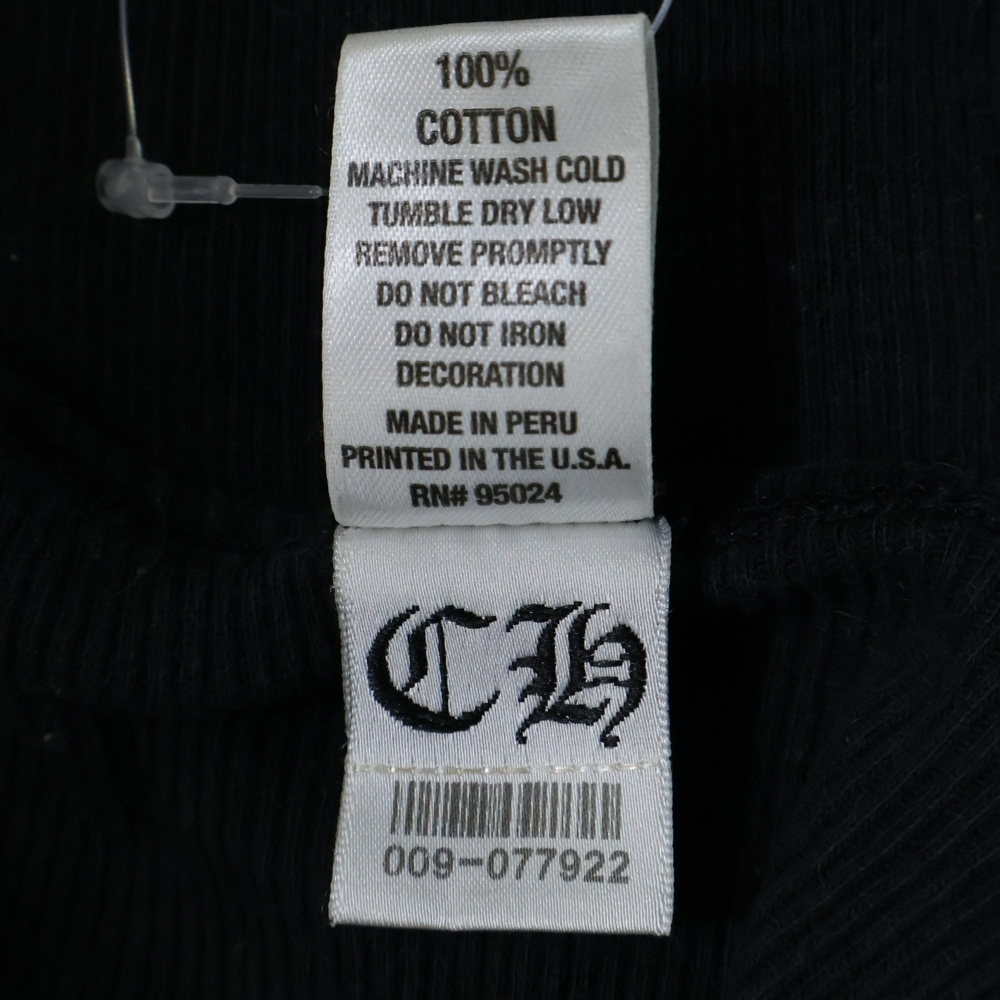 100%
COTTON
MACHINE WASH COLD
TUMBLE DRY LOW
REMOVE PROMPTLY
DO NOT BLEACH
DO NOT IRON
DECORATION
MADE IN PERU
PRINTED IN THE U.S.A.
RN# 95024
CH
009-077922